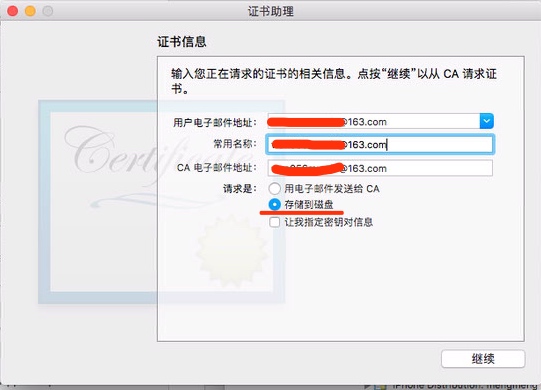 证书助理
证书信息
输入您正在请求的证书的相关信息。点按“继续”以从 CA 请求证
书。
用户电子邮件地址: @163.com
常用名称: @163.com
CA 电子邮件地址: @163.com
请求是: 用电子邮件发送给 CA
存储到磁盘
让我指定密钥对信息
Certificate
继续
iPhone Distribution: mengmeng